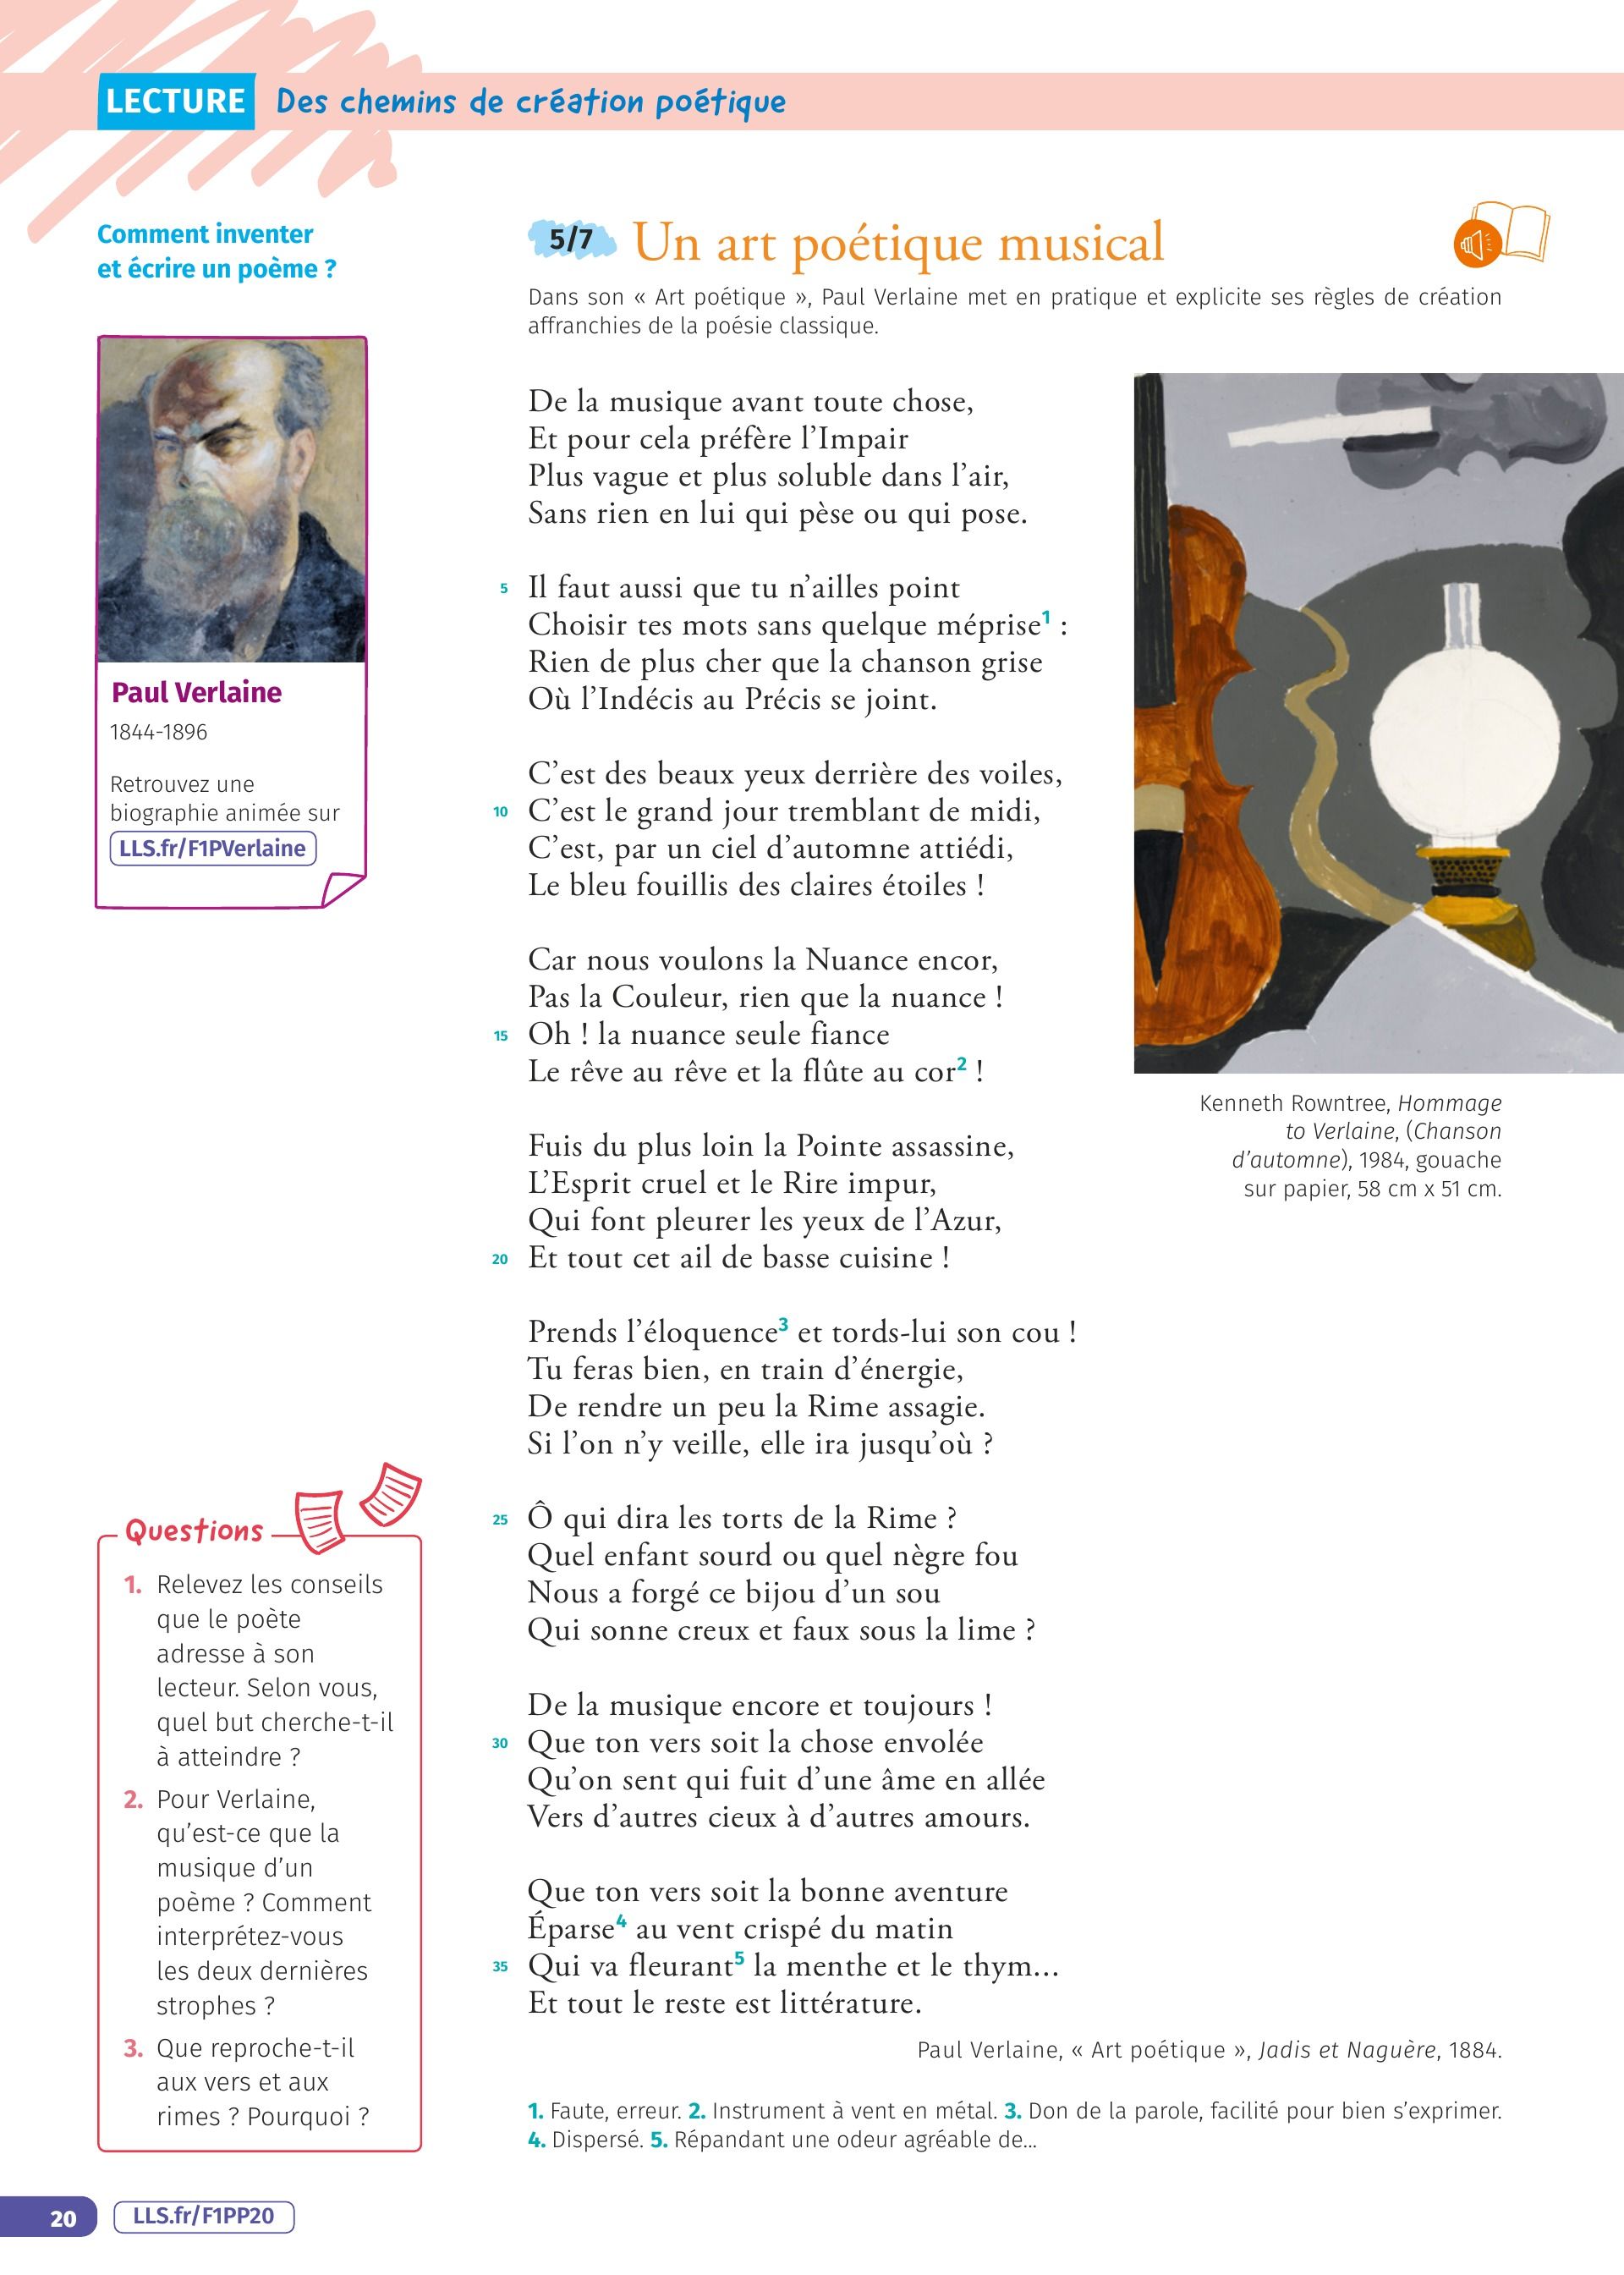 LECTURE Des chemins de création poétique
Comment inventer
et écrire un poème ?
Paul Verlaine
1844-1896
Retrouvez une
biographie animée sur
LLS.fr/F1PVerlaine
5/7 Un art poétique musical
Dans son « Art poétique », Paul Verlaine met en pratique et explicite ses règles de création
affranchies de la poésie classique.
De la musique avant toute chose,
Et pour cela préfère l’Impair
Plus vague et plus soluble dans l’air,
Sans rien en lui qui pèse ou qui pose.
5 Il faut aussi que tu n’ailles point
Choisir tes mots sans quelque méprise1 :
Rien de plus cher que la chanson grise
Où l’Indécis au Précis se joint.
C’est des beaux yeux derrière des voiles,
10 C’est le grand jour tremblant de midi,
C’est, par un ciel d’automne attiédi,
Le bleu fouillis des claires étoiles !
Car nous voulons la Nuance encor,
Pas la Couleur, rien que la nuance !
15 Oh ! la nuance seule fiance
Le rêve au rêve et la flûte au cor2 !
Fuis du plus loin la Pointe assassine,
L’Esprit cruel et le Rire impur,
Qui font pleurer les yeux de l’Azur,
20 Et tout cet ail de basse cuisine !
Prends l’éloquence3 et tords-lui son cou !
Tu feras bien, en train d’énergie,
De rendre un peu la Rime assagie.
Si l’on n’y veille, elle ira jusqu’où ?
25 Ô qui dira les torts de la Rime ?
Quel enfant sourd ou quel nègre fou
Nous a forgé ce bijou d’un sou
Qui sonne creux et faux sous la lime ?
De la musique encore et toujours !
30 Que ton vers soit la chose envolée
Qu’on sent qui fuit d’une âme en allée
Vers d’autres cieux à d’autres amours.
Que ton vers soit la bonne aventure
Éparse4 au vent crispé du matin
35 Qui va fleurant5 la menthe et le thym...
Et tout le reste est littérature.
Paul Verlaine, « Art poétique », Jadis et Naguère, 1884.
1. Faute, erreur. 2. Instrument à vent en métal. 3. Don de la parole, facilité pour bien s’exprimer.
4. Dispersé. 5. Répandant une odeur agréable de...
Kenneth Rowntree, Hommage
to Verlaine, (Chanson
d’automne), 1984, gouache
sur papier, 58 cm x 51 cm.
Questions
1. Relevez les conseils
que le poète
adresse à son
lecteur. Selon vous,
quel but cherche-t-il
à atteindre ?
2. Pour Verlaine,
qu’est-ce que la
musique d’un
poème ? Comment
interprétez-vous
les deux dernières
strophes ?
3. Que reproche-t-il
aux vers et aux
rimes ? Pourquoi ?
20 LLS.fr/F1PP20